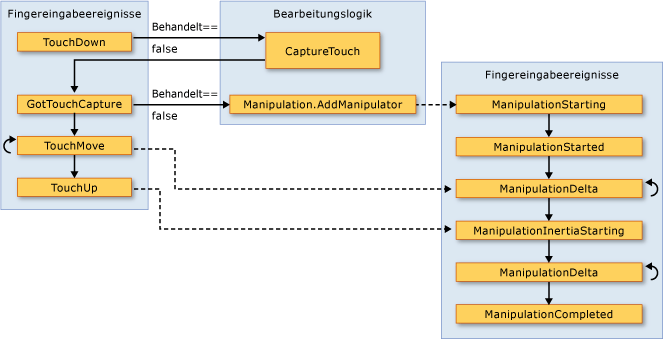 Fingereingabeereignisse
Bearbeitungslogik
TouchDown
Behandelt==
false
CaptureTouch
GotTouchCapture
Behandelt==
false
Manipulation.AddManipulator
TouchMove
TouchUp
Fingereingabeereignisse
ManipulationStarting
ManipulationStarted
ManipulationDelta
ManipulationInertiaStarting
ManipulationDelta
ManipulationCompleted